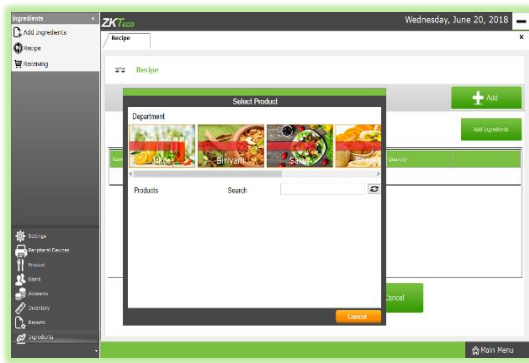 Ingredients
ZKTeco
Wednesday, June 20, 2018
Add Ingredients
Recipe
Receiving
Recipe
x
Recipe
Add
Add Ingredients
Select Product
Department
Juice
Biriyani
Salad
Quantity
Products
Search
Cancel
Cancel
Settings
Peripheral Devices
Product
Users
Accounts
Inventory
Reports
Ingredients
Main Menu